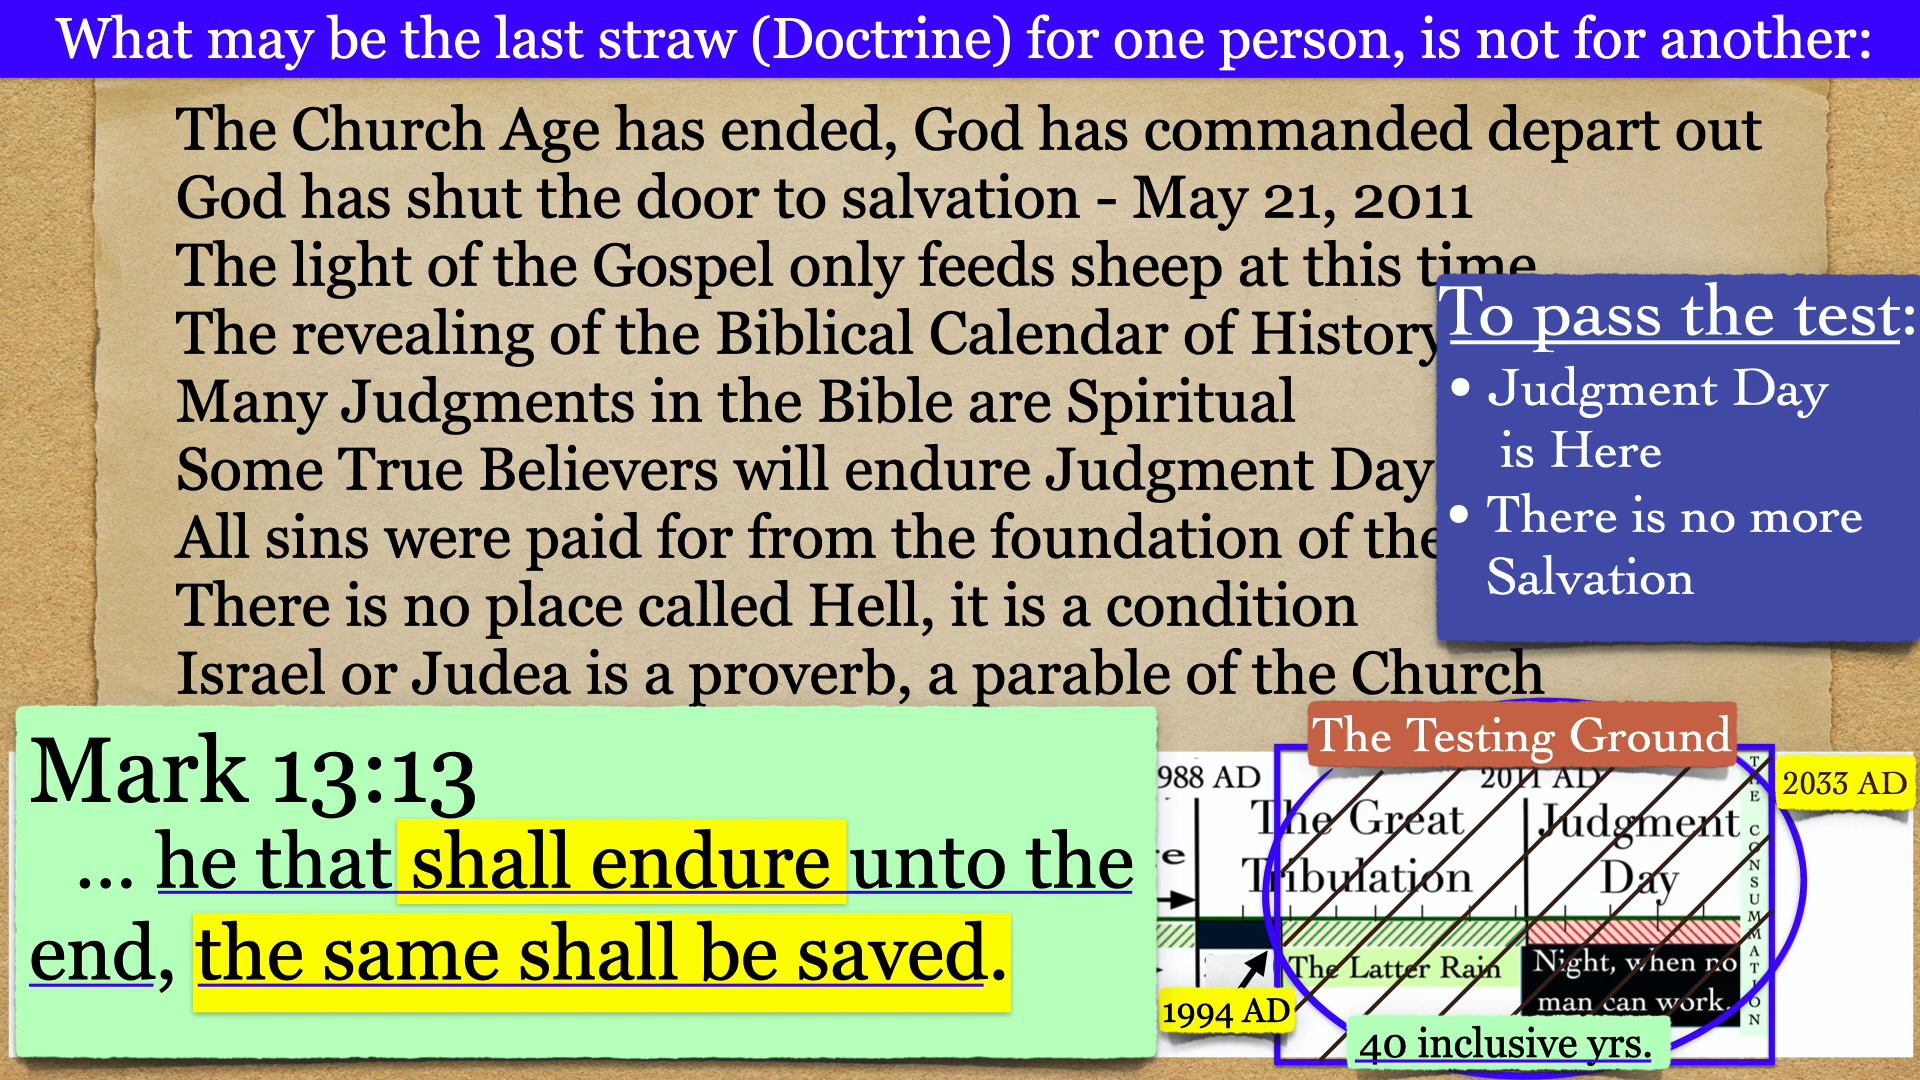 What may be the last straw (Doctrine) for one person, is not for another:
The Church Age has ended, God has commanded depart out
God has shut the door to salvation - May 21, 2011
The light of the Gospel only feeds sheep at this time
The revealing of the Biblical Calendar of History
Many Judgments in the Bible are Spiritual
Some True Believers will endure Judgment Day
All sins were paid for from the foundation of the
There is no place called Hell, it is a condition
Israel or Judea is a proverb, a parable of the Church
To pass the test:
• Judgment Day
is Here
• There is no more
Salvation
Mark 13:13
... he that shall endure unto the
end, the same shall be saved.
The Testing Ground
988 AD
2011 AD
2033 AD
The Great
Tribulation
Judgment
Day
THE CONSUMMATION
The Latter Rain
Night, when no
man can work.
1994 AD
40 inclusive yrs.